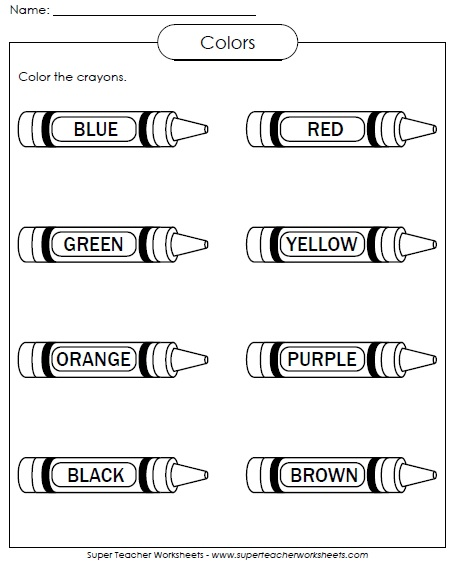 Name:
Colors
Color the crayons.
BLUE
RED
GREEN
YELLOW
ORANGE
PURPLE
BLACK
BROWN
Super Teacher Worksheets - www.superteacherworksheets.com